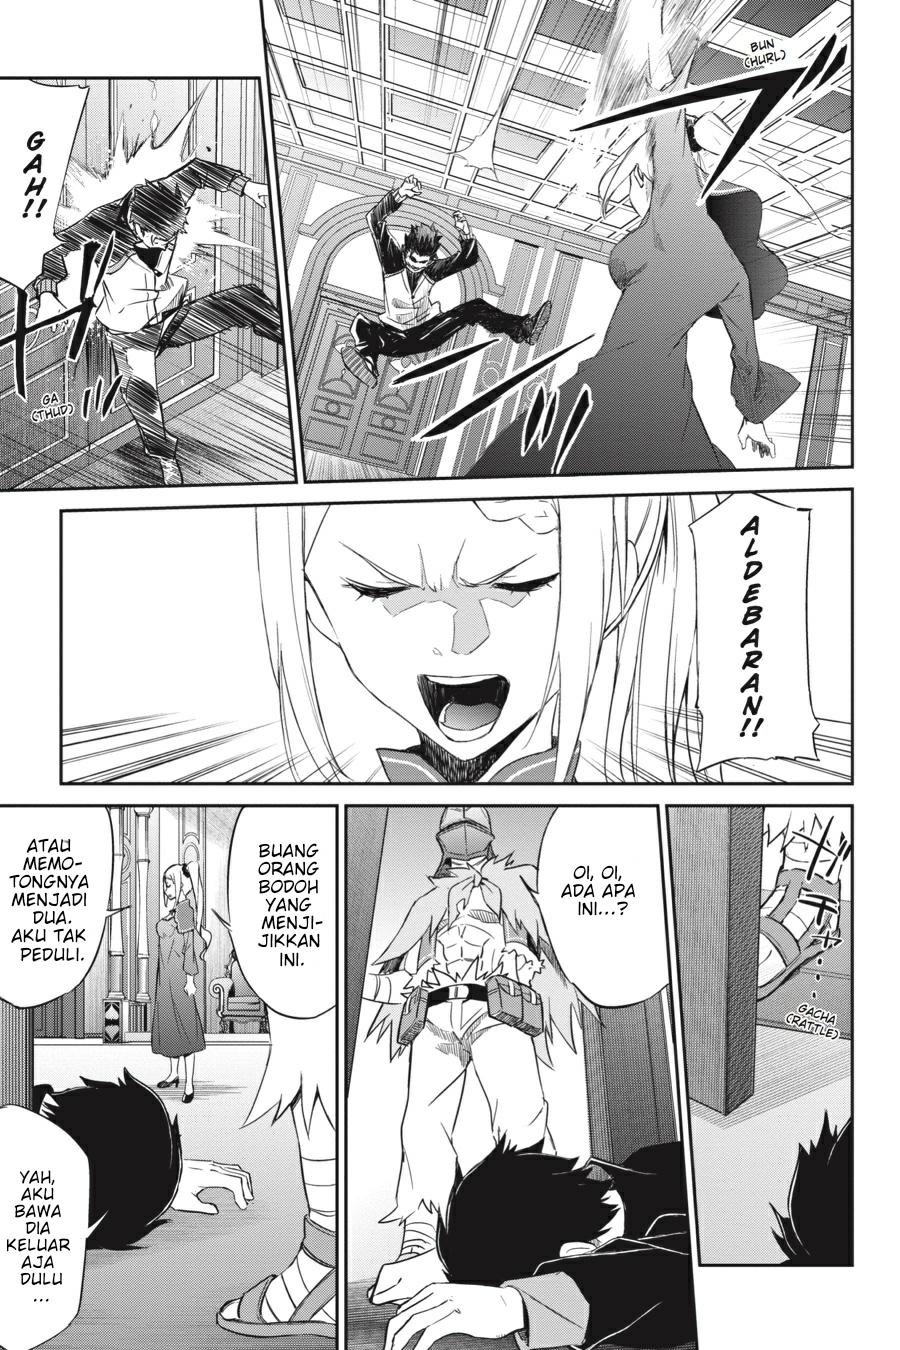 BUN
(HURL)
GAH!!
GA
(THUD)
ALDEBARAN!!
GACHA
(RATTLE)
OI, OI,
ADA APA
INI...?
BUANG
ORANG
BODOH
YANG
MENJI-
JIKKAN
INI.
ATAU
MEMO-
TONGNYA
MENJADI
DUA.
AKU TAK
PEDULI.
YAH,
AKU
BAWA
DIA
KELUAR
AJA
DULU
...